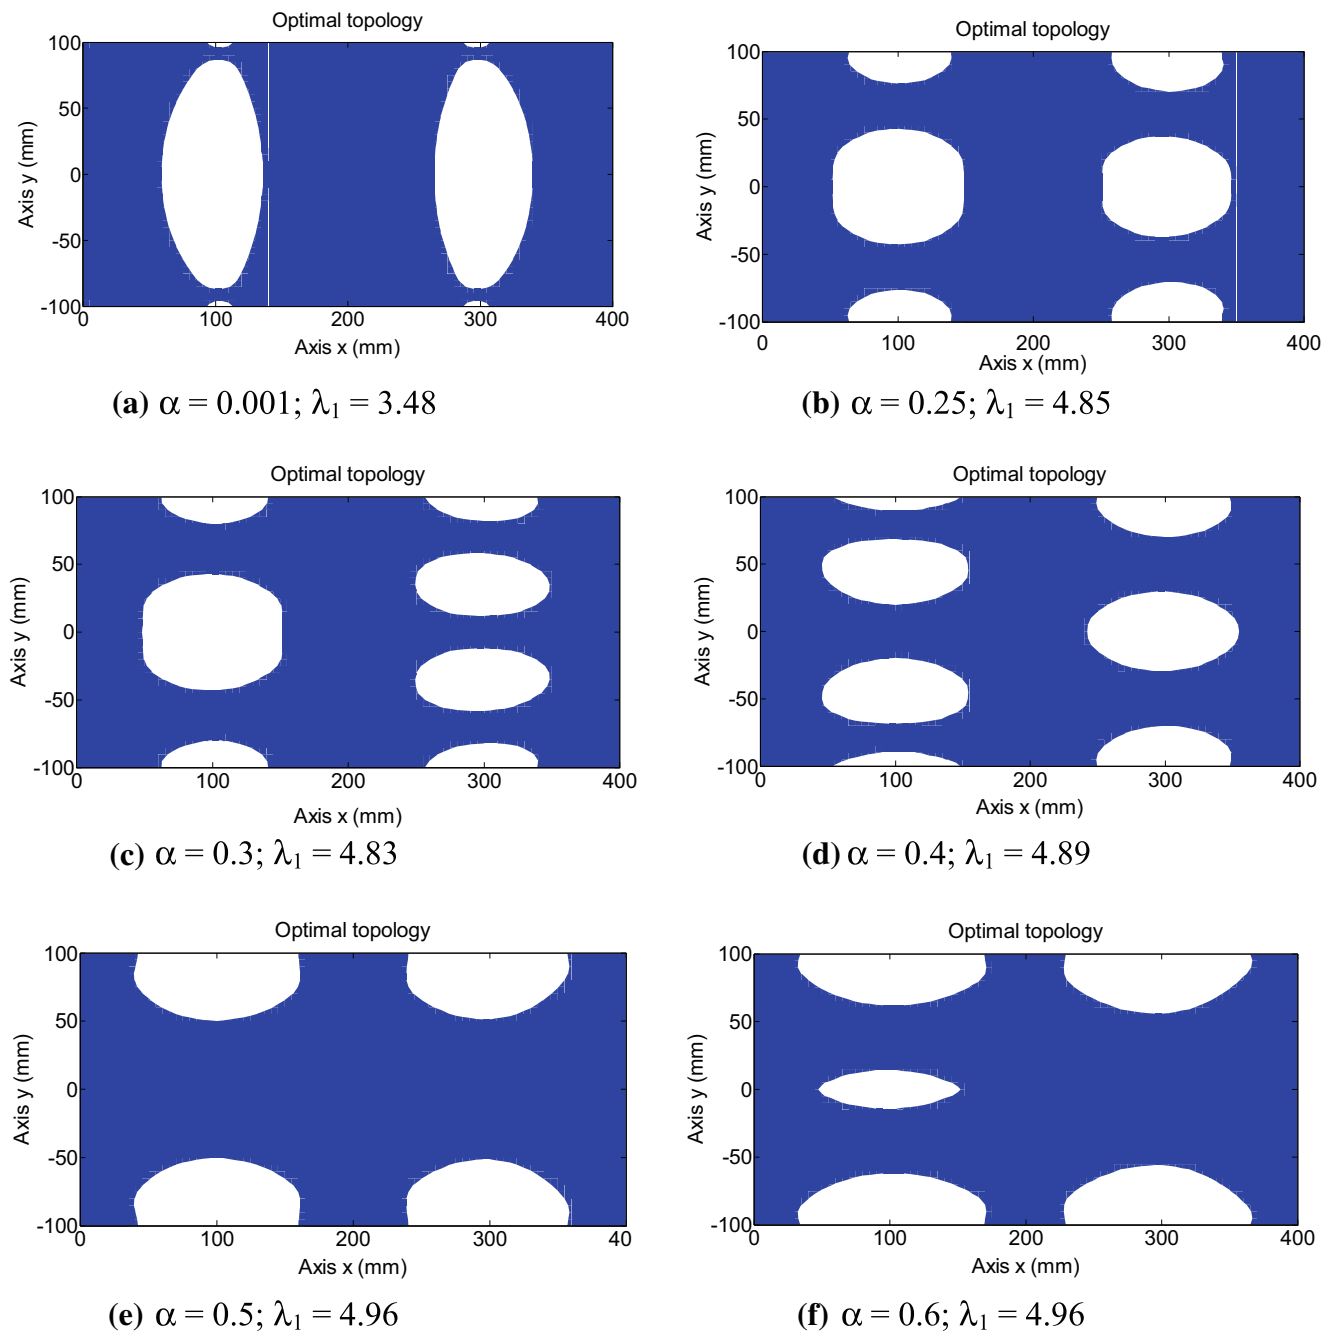 Optimal topology
100
50
0
-50
-100
Axis y (mm)
0 100 200 300 400
Axis x (mm)
(a) α = 0.001; λ1 = 3.48
Optimal topology
100
50
0
-50
-100
Axis y (mm)
0 100 200 300 400
Axis x (mm)
(b) α = 0.25; λ1 = 4.85
Optimal topology
100
50
0
-50
-100
Axis y (mm)
0 100 200 300 400
Axis x (mm)
(c) α = 0.3; λ1 = 4.83
Optimal topology
100
50
0
-50
-100
Axis y (mm)
0 100 200 300 400
Axis x (mm)
(d) α = 0.4; λ1 = 4.89
Optimal topology
100
50
0
-50
-100
Axis y (mm)
0 100 200 300 40
Axis x (mm)
(e) α = 0.5; λ1 = 4.96
Optimal topology
100
50
0
-50
-100
Axis y (mm)
0 100 200 300 400
Axis x (mm)
(f) α = 0.6; λ1 = 4.96